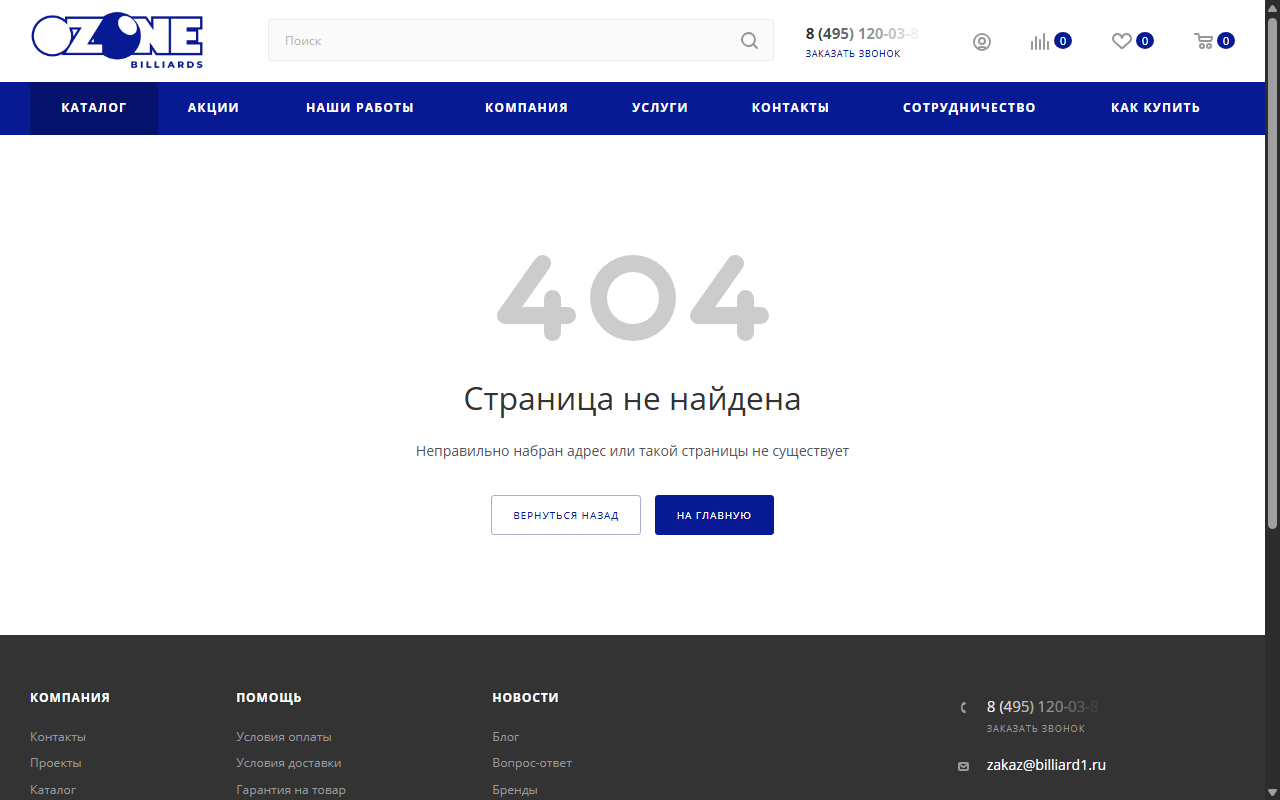 OZONE
BILLIARDS
Поиск
8 (495) 120-03-8
ЗАКАЗАТЬ ЗВОНОК
0
0
0
КАТАЛОГ
АКЦИИ
НАШИ РАБОТЫ
КОМПАНИЯ
УСЛУГИ
КОНТАКТЫ
СОТРУДНИЧЕСТВО
КАК КУПИТЬ
404
Страница не найдена
Неправильно набран адрес или такой страницы не существует
ВЕРНУТЬСЯ НАЗАД
НА ГЛАВНУЮ
КОМПАНИЯ
Контакты
Проекты
Каталог
ПОМОЩЬ
Условия оплаты
Условия доставки
Гарантия на товар
НОВОСТИ
Блог
Вопрос-ответ
Бренды
8 (495) 120-03-8
ЗАКАЗАТЬ ЗВОНОК
zakaz@billiard1.ru